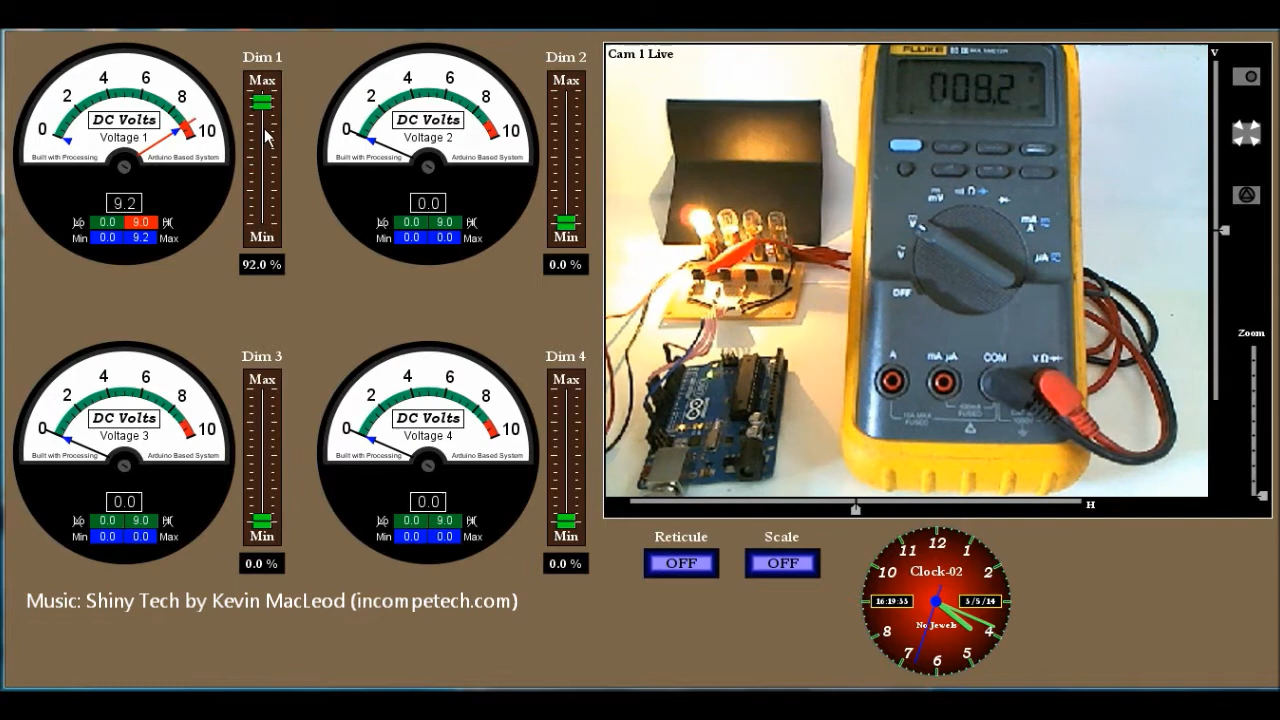 Dim 1
Max
0 2 4 6 8 10
DC Volts
Voltage 1
Built with Processing
Arduino Based System
9.2
0.0 9.0
Min 0.0 9.2 Max
Min
92.0 %
Dim 2
Max
0 2 4 6 8 10
DC Volts
Voltage 2
Built with Processing
Arduino Based System
0.0
0.0 9.0
Min 0.0 0.0 Max
Min
0.0 %
Cam 1 Live
FLUKE
mV
V
mA
A
µA
V
OFF
A
mA µA
COM
V
V
Zoom
H
Dim 3
Max
0 2 4 6 8 10
DC Volts
Voltage 3
Built with Processing
Arduino Based System
0.0
0.0 9.0
Min 0.0 0.0 Max
Min
0.0 %
Dim 4
Max
0 2 4 6 8 10
DC Volts
Voltage 4
Built with Processing
Arduino Based System
0.0
0.0 9.0
Min 0.0 0.0 Max
Min
0.0 %
Reticule
OFF
Scale
OFF
12 1 2 4 5 6 7 8 10 11
Clock-02
16:19:33
3/5/14
No Jewels
Music: Shiny Tech by Kevin MacLeod (incompetech.com)